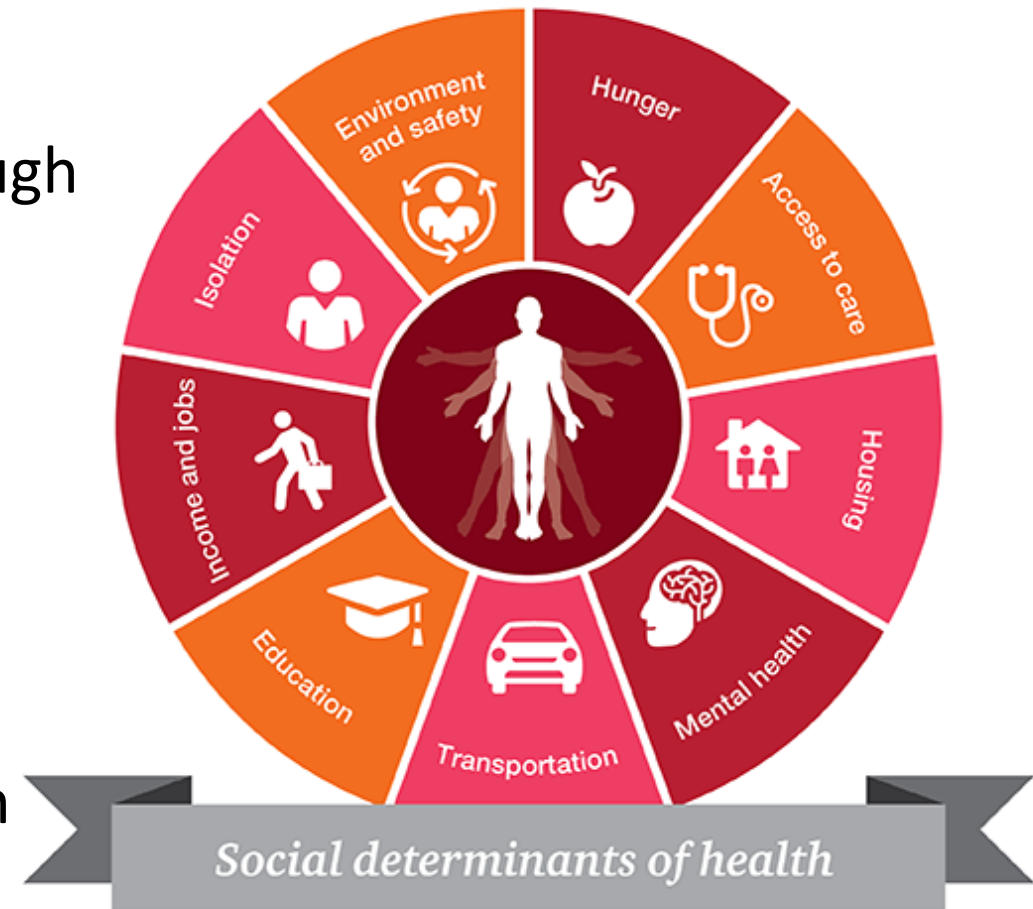 ugh
Environment
and safety
Hunger
Access to care
Housing
Mental health
Transportation
Education
Income and jobs
Isolation
n
Social determinants of health